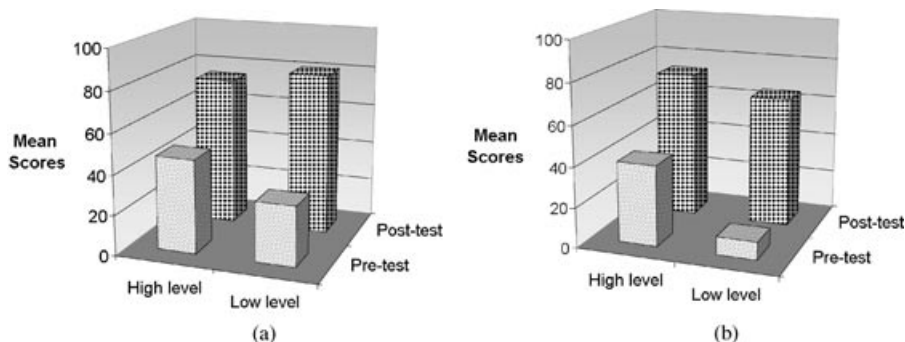 100
80
60
40
20
0
Mean
Scores
High level
Low level
Pre-test
Post-test
(a)
100
80
60
40
20
0
Mean
Scores
High level
Low level
Pre-test
Post-test
(b)